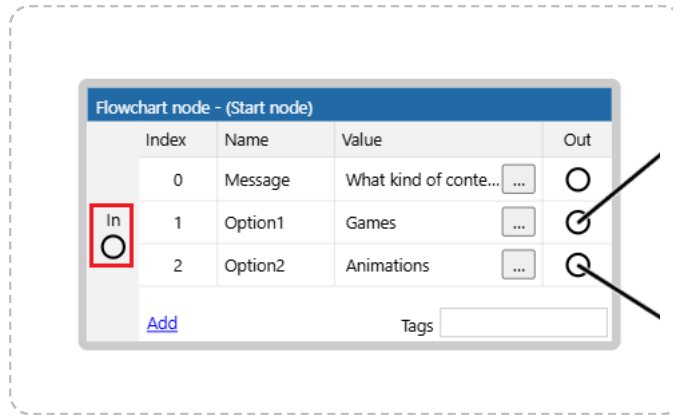 Flowchart node - (Start node)
Index Name Value Out
0 Message What kind of conte... ...
In
1 Option1 Games ...
2 Option2 Animations ...
Add Tags